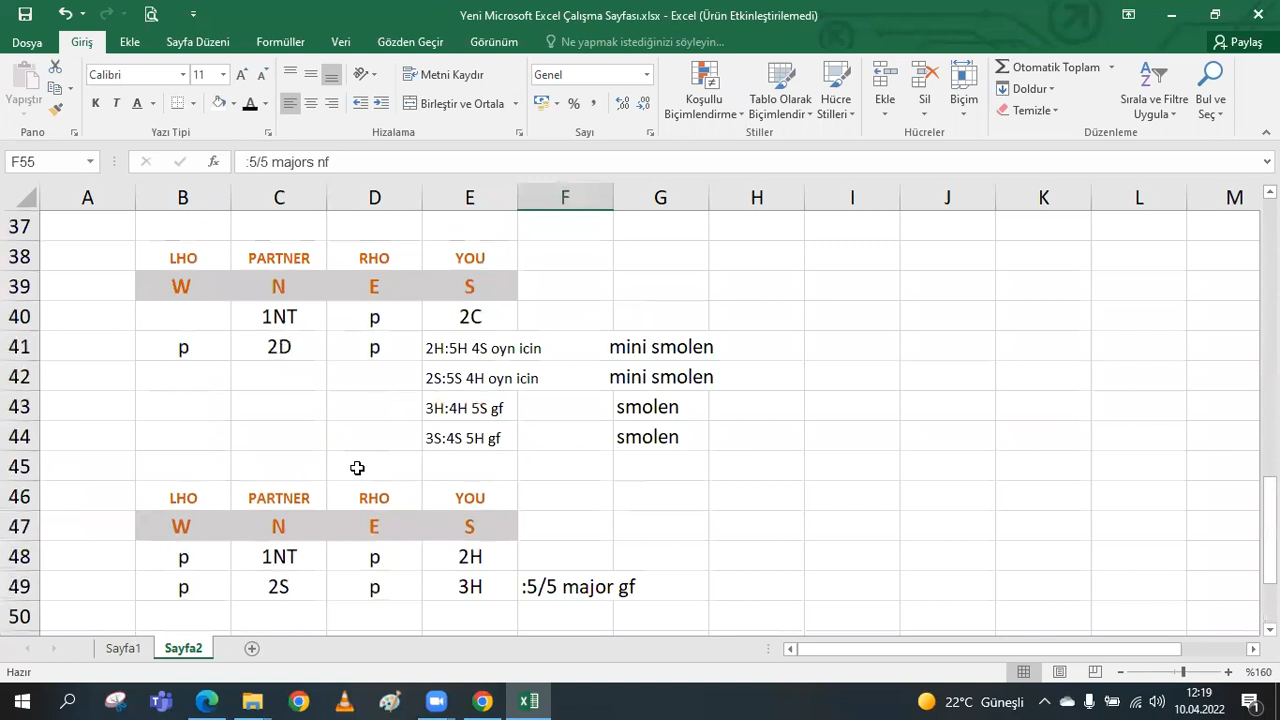 Yeni Microsoft Excel Çalışma Sayfası.xlsx - Excel (Ürün Etkinleştirilemedi)
Dosya Giriş Ekle Sayfa Düzeni Formüller Veri Gözden Geçir Görünüm Ne yapmak istediğinizi söyleyin... Paylaş
Yapıştır Calibri 11 Metni Kaydır Genel Koşullu Biçimlendirme Tablo Olarak Biçimlendir Hücre Stilleri Ekle Sil Biçim Otomatik Toplam Sırala ve Filtre Uygula Bul ve Seç
K T A A Birleştir ve Ortala % Doldur
Temizle
Pano Yazı Tipi Hizalama Sayı Stiller Hücreler Düzenleme
F55 fx :5/5 majors nf
A B C D E F G H I J K L M
37
38 LHO PARTNER RHO YOU
39 W N E S
40 1NT p 2C
41 p 2D p 2H:5H 4S oyn icin mini smolen
42 2S:5S 4H oyn icin mini smolen
43 3H:4H 5S gf smolen
44 3S:4S 5H gf smolen
45
46 LHO PARTNER RHO YOU
47 W N E S
48 p 1NT p 2H
49 p 2S p 3H :5/5 major gf
50
Sayfa1 Sayfa2
Hazır %160
22°C Güneşli 12:19
10.04.2022